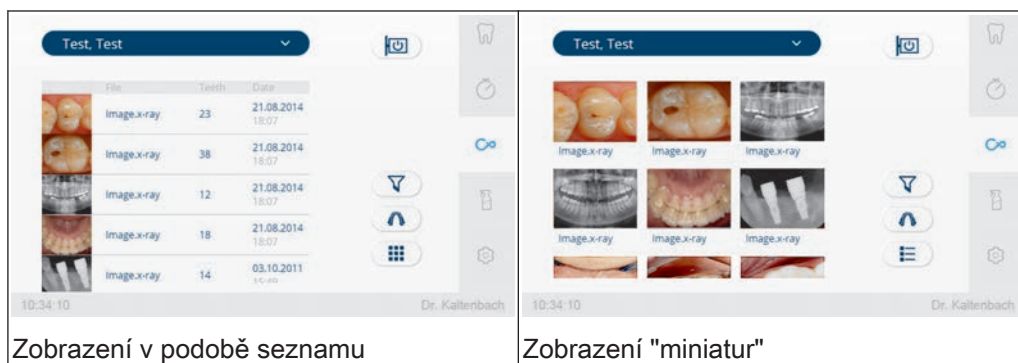 Test, Test
File Teeth Date
Image.x-ray 23 21.08.2014
18:07
Image.x-ray 38 21.08.2014
18:07
Image.x-ray 12 21.08.2014
18:07
Image.x-ray 18 21.08.2014
18:07
Image.x-ray 14 03.10.2011
10:34:10 Dr. Kaltenbach
Zobrazení v podobě seznamu
Test, Test
Image.x-ray Image.x-ray Image.x-ray
Image.x-ray Image.x-ray Image.x-ray
10:34:10 Dr. Kaltenbach
Zobrazení "miniatur"